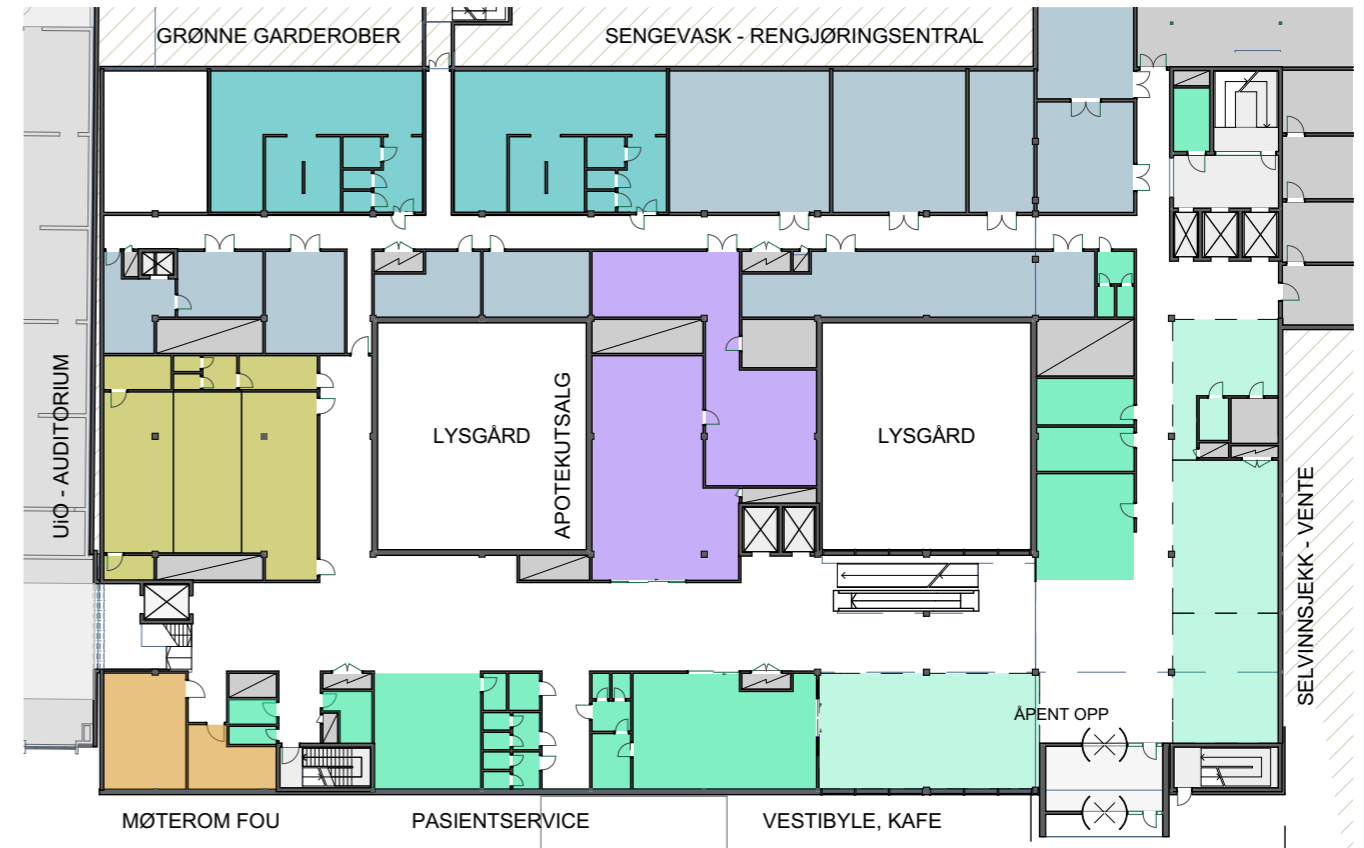 GRØNNE GARDEROBER
SENGEVASK - RENGJØRINGSENTRAL
UiO - AUDITORIUM
LYSGÅRD
APOTEKUTSALG
LYSGÅRD
SELVINNSJEKK - VENTE
ÅPENT OPP
MØTEROM FOU
PASIENTSERVICE
VESTIBYLE, KAFE